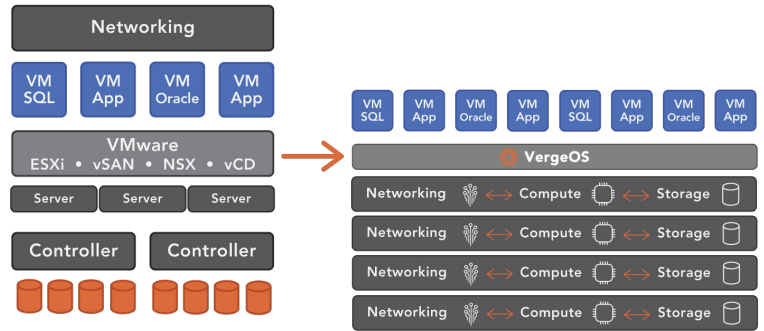 Networking
VM
SQL
VM
App
VM
Oracle
VM
App
VMware
ESXi • vSAN • NSX • vCD
Server
Server
Server
Controller
Controller
VM
SQL
VM
App
VM
Oracle
VM
App
VM
SQL
VM
App
VM
Oracle
VM
App
VergeOS
Networking Compute Storage
Networking Compute Storage
Networking Compute Storage
Networking Compute Storage